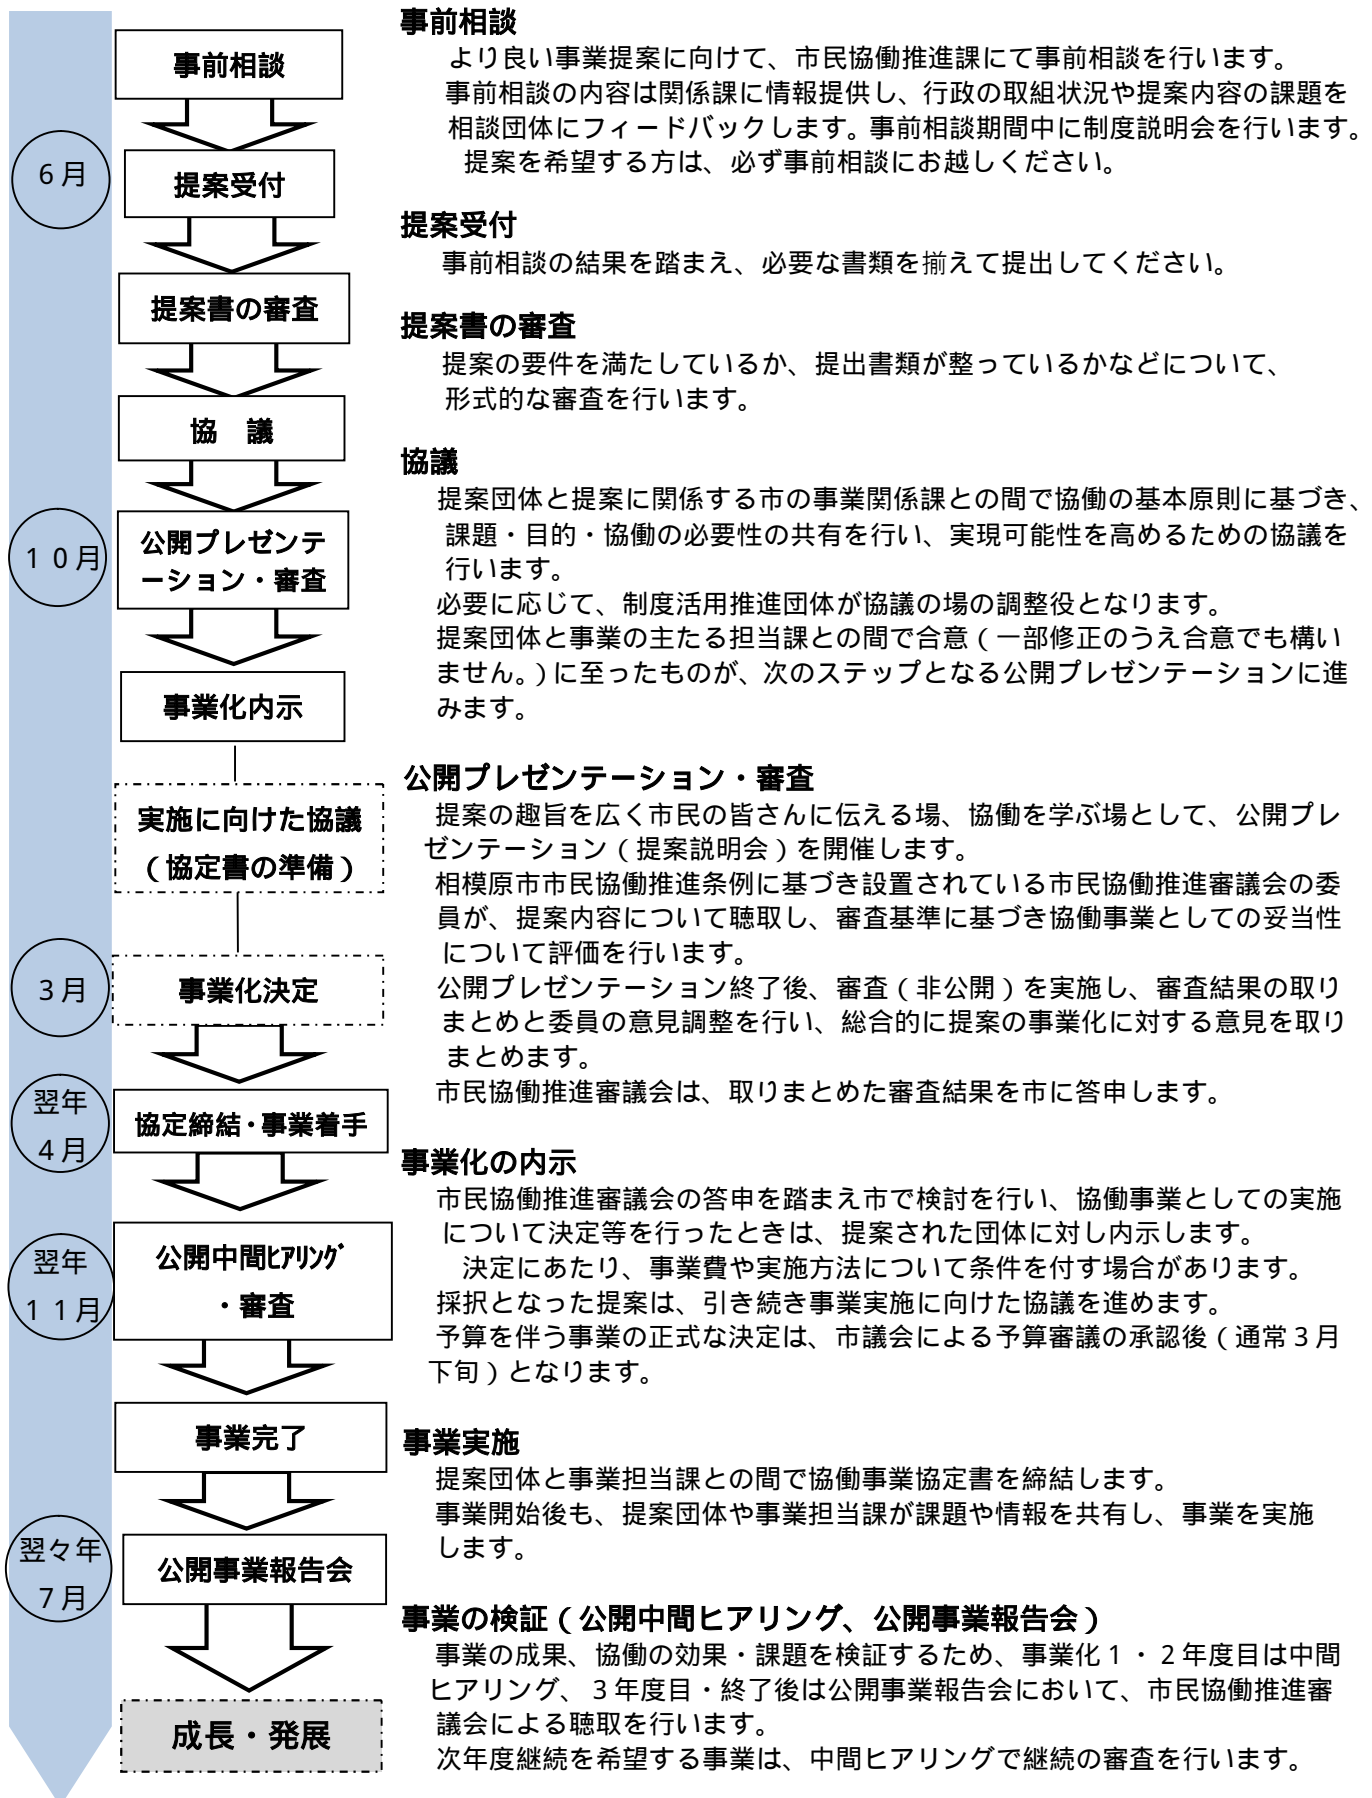 事前相談
提案受付
提案書の審査
協　議
公開プレゼンテ
ーション・審査
事業化内示
実施に向けた協議
（協定書の準備）
事業化決定
協定締結・事業着手
公開中間ﾋｱﾘﾝｸﾞ
・審査
事業完了
公開事業報告会
成長・発展
６月
１０月
３月
翌年
４月
翌年
１１月
翌々年
７月
事前相談
より良い事業提案に向けて、市民協働推進課にて事前相談を行います。
事前相談の内容は関係課に情報提供し、行政の取組状況や提案内容の課題を
相談団体にフィードバックします。事前相談期間中に制度説明会を行います。
提案を希望する方は、必ず事前相談にお越しください。
提案受付
事前相談の結果を踏まえ、必要な書類を揃えて提出してください。
提案書の審査
提案の要件を満たしているか、提出書類が整っているかなどについて、
形式的な審査を行います。
協議
提案団体と提案に関係する市の事業関係課との間で協働の基本原則に基づき、
課題・目的・協働の必要性の共有を行い、実現可能性を高めるための協議を
行います。
必要に応じて、制度活用推進団体が協議の場の調整役となります。
提案団体と事業の主たる担当課との間で合意（一部修正のうえ合意でも構い
ません。）に至ったものが、次のステップとなる公開プレゼンテーションに進
みます。
公開プレゼンテーション・審査
提案の趣旨を広く市民の皆さんに伝える場、協働を学ぶ場として、公開プレ
ゼンテーション（提案説明会）を開催します。
相模原市市民協働推進条例に基づき設置されている市民協働推進審議会の委
員が、提案内容について聴取し、審査基準に基づき協働事業としての妥当性
について評価を行います。
公開プレゼンテーション終了後、審査（非公開）を実施し、審査結果の取り
まとめと委員の意見調整を行い、総合的に提案の事業化に対する意見を取り
まとめます。
市民協働推進審議会は、取りまとめた審査結果を市に答申します。
事業化の内示
市民協働推進審議会の答申を踏まえ市で検討を行い、協働事業としての実施
について決定等を行ったときは、提案された団体に対し内示します。
決定にあたり、事業費や実施方法について条件を付す場合があります。
採択となった提案は、引き続き事業実施に向けた協議を進めます。
予算を伴う事業の正式な決定は、市議会による予算審議の承認後（通常３月
下旬）となります。
事業実施
提案団体と事業担当課との間で協働事業協定書を締結します。
事業開始後も、提案団体や事業担当課が課題や情報を共有し、事業を実施
します。
事業の検証（公開中間ヒアリング、公開事業報告会）
事業の成果、協働の効果・課題を検証するため、事業化１・２年度目は中間
ヒアリング、３年度目・終了後は公開事業報告会において、市民協働推進審
議会による聴取を行います。
次年度継続を希望する事業は、中間ヒアリングで継続の審査を行います。